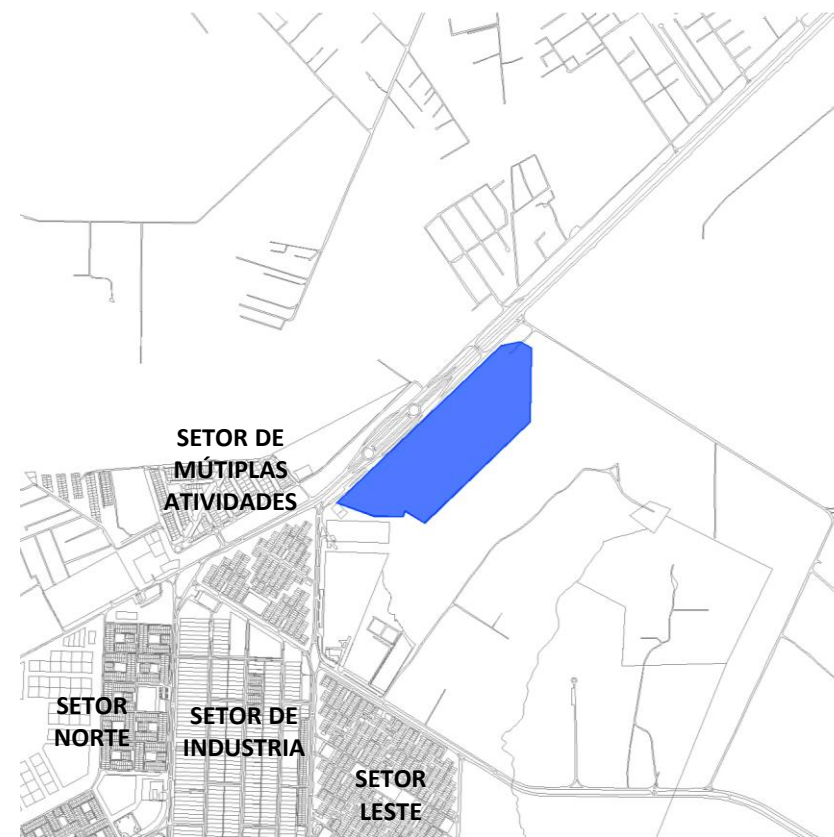 SETOR DE
MÚTIPLAS
ATIVIDADES
SETOR
NORTE
SETOR DE
INDUSTRIA
SETOR
LESTE